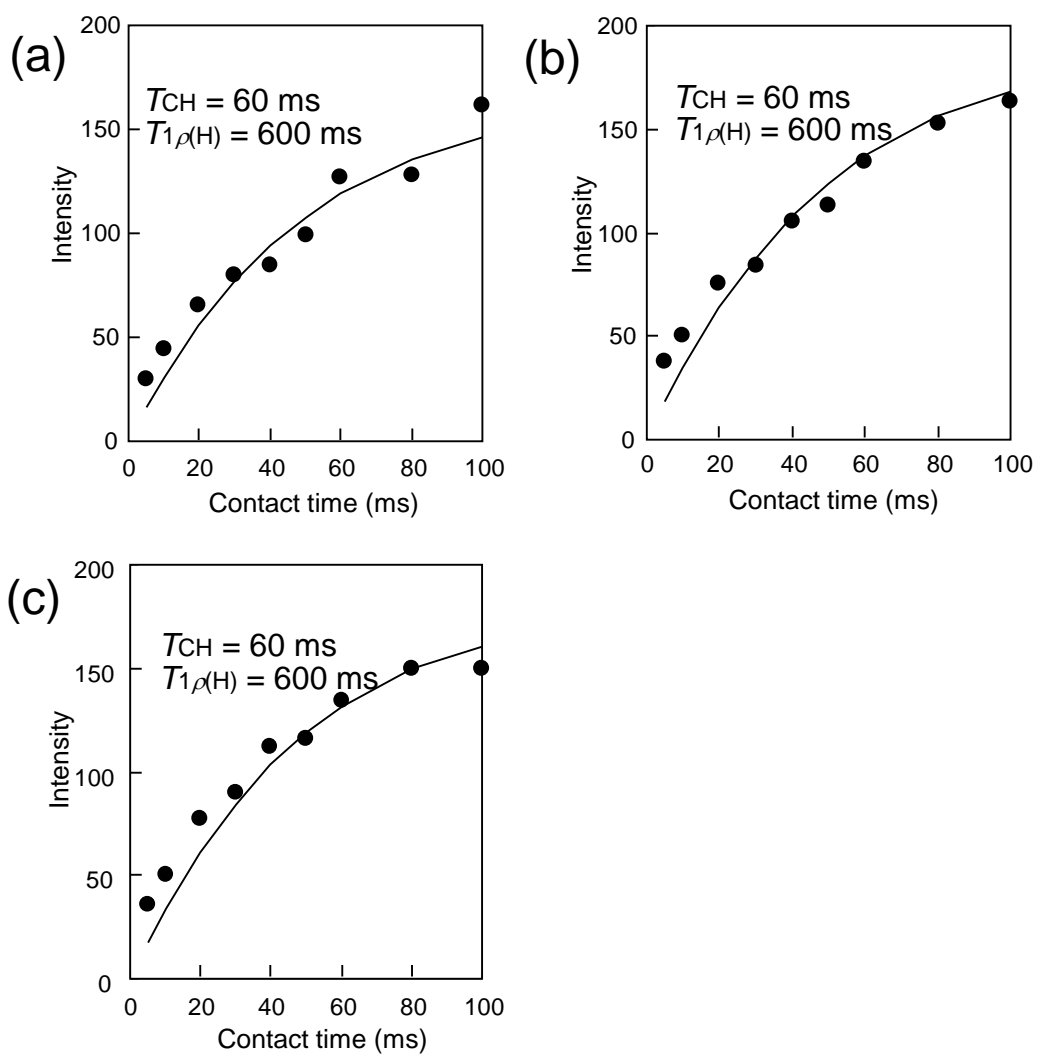 (a)
200
150
100
50
0
Intensity
TCH = 60 ms
T1ρ(H) = 600 ms
0 20 40 60 80 100
Contact time (ms)
(b)
200
150
100
50
0
Intensity
TCH = 60 ms
T1ρ(H) = 600 ms
0 20 40 60 80 100
Contact time (ms)
(c)
200
150
100
50
0
Intensity
TCH = 60 ms
T1ρ(H) = 600 ms
0 20 40 60 80 100
Contact time (ms)